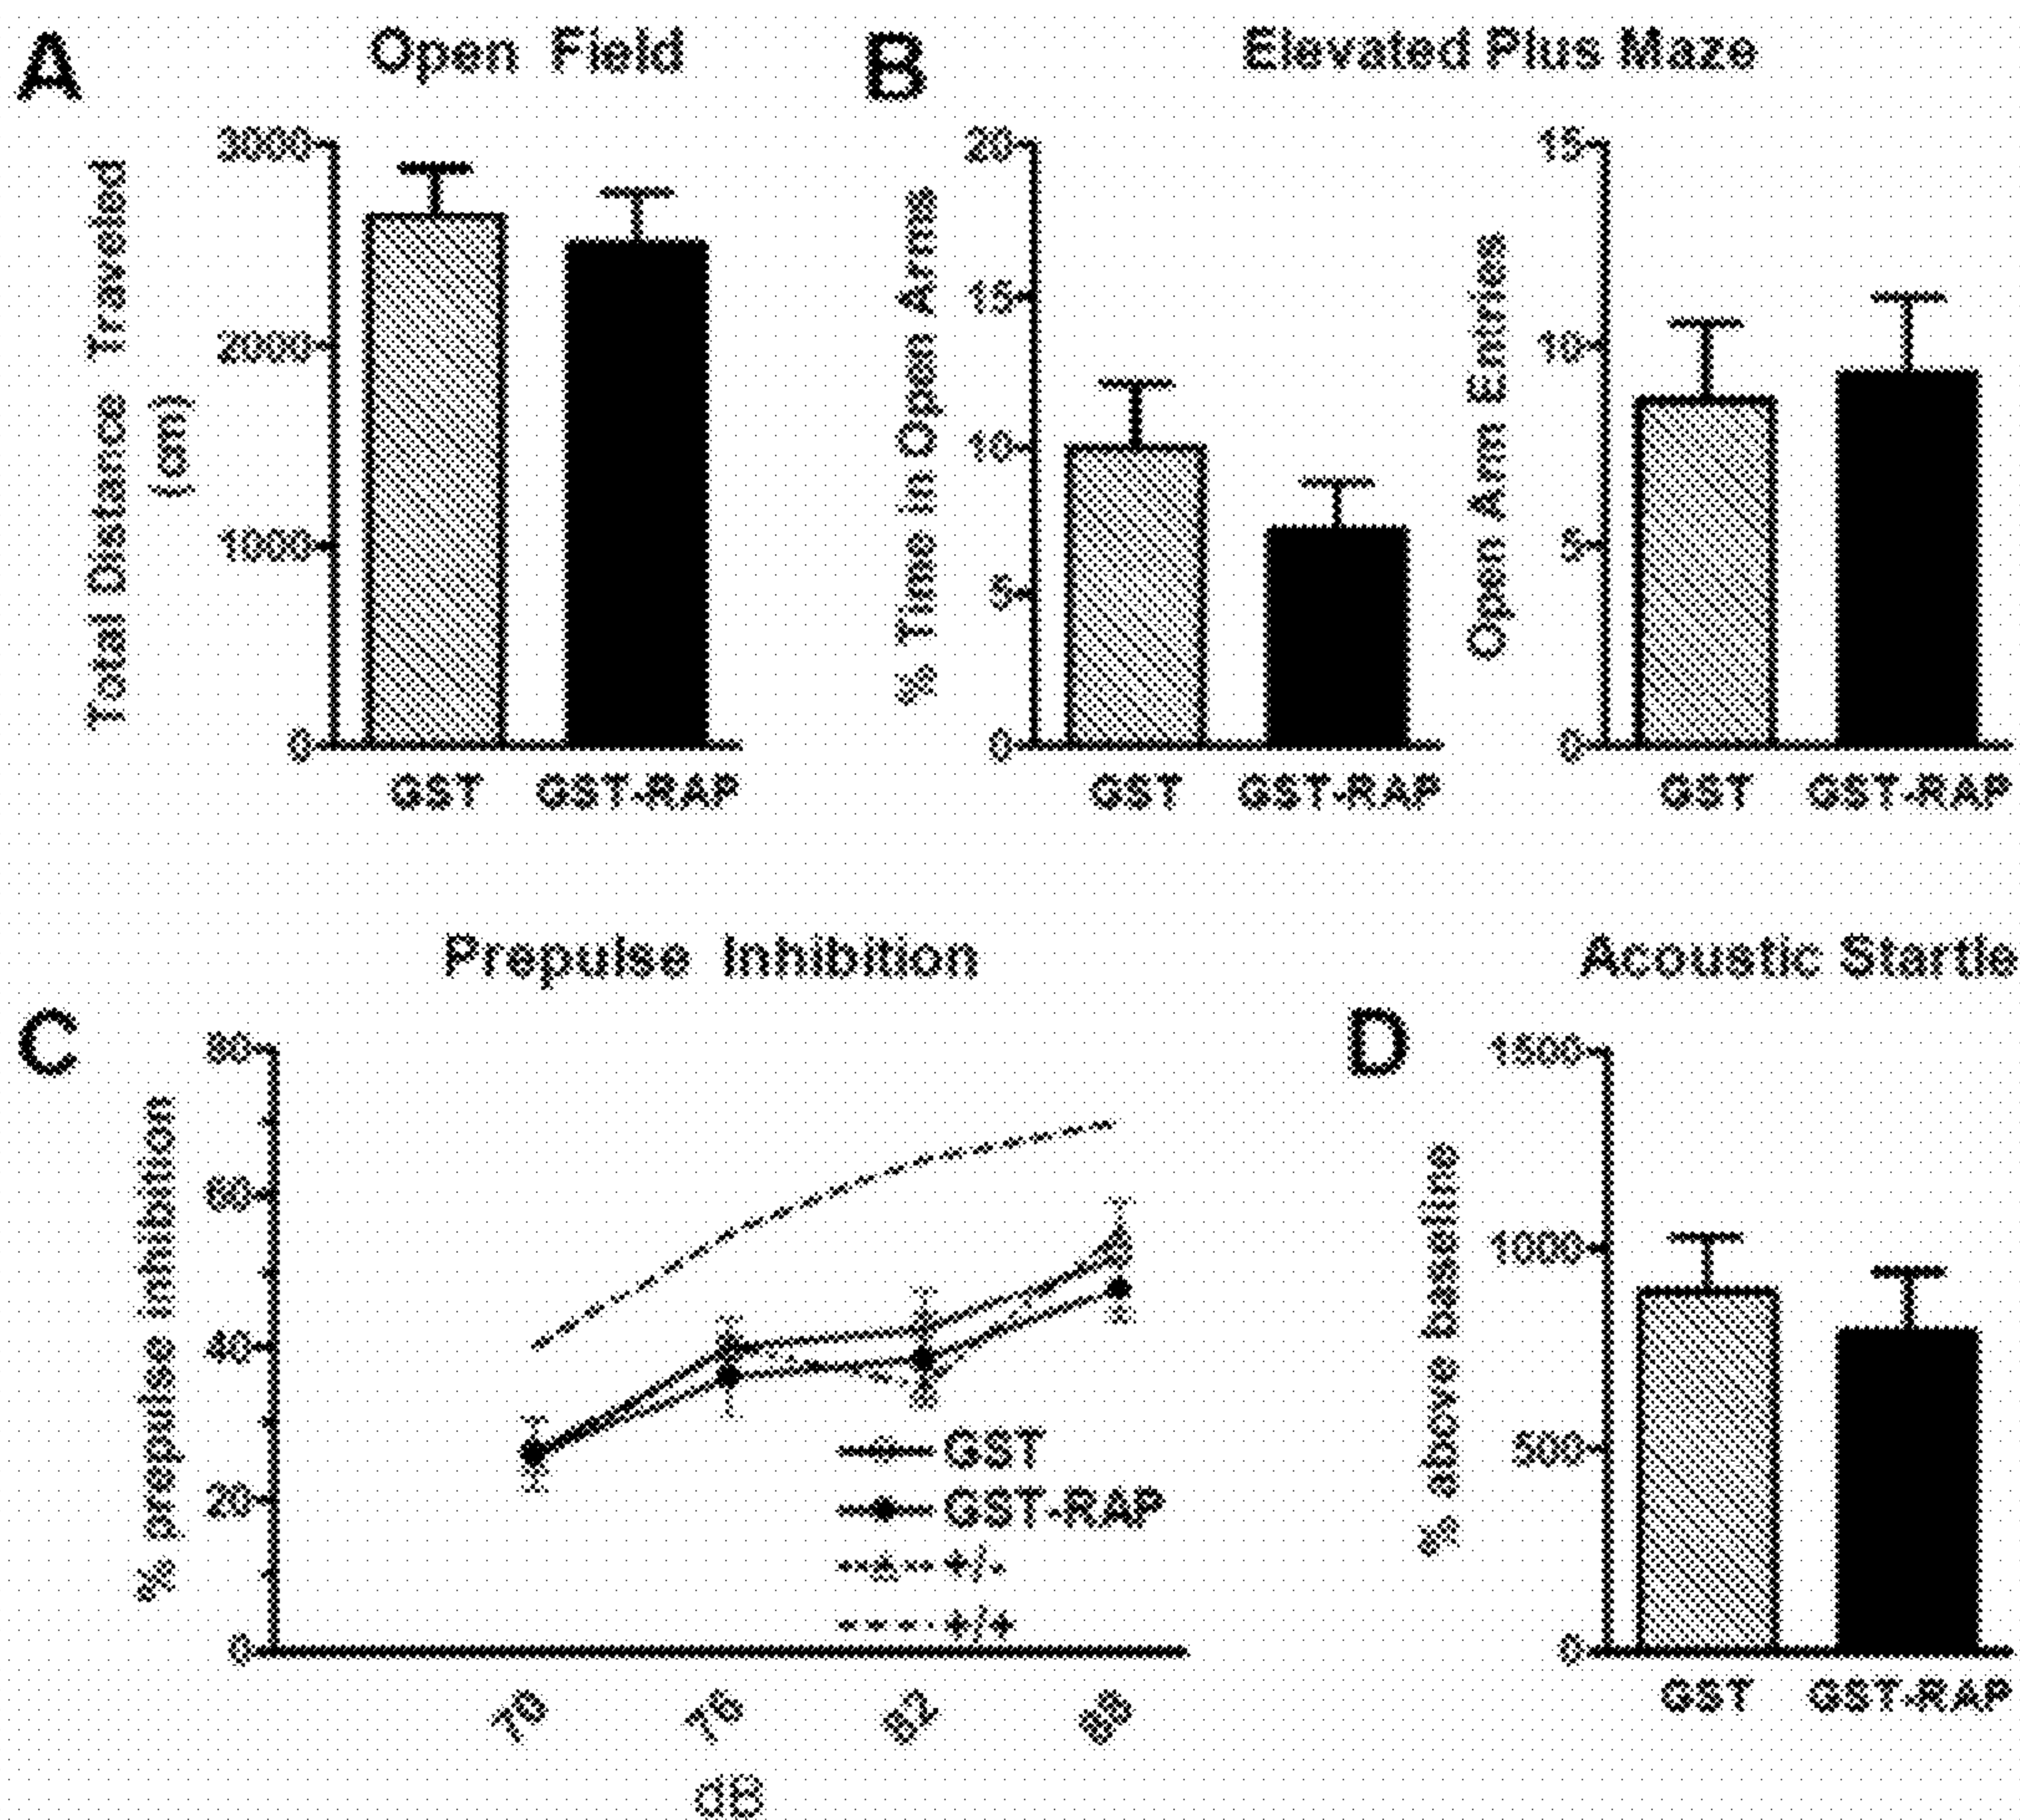 A
Open Field
B
Elevated Plus Maze
Total Distance Traveled
(cm)
3000
2000
1000
0
GST
GST-RAP
% Time in Open Arms
20
15
10
5
0
GST
GST-RAP
Open Arm Entries
15
10
5
0
GST
GST-RAP
Prepulse Inhibition
Acoustic Startle
C
% prepulse inhibition
80
60
40
20
0
GST
GST-RAP
+/-
+/+
70
76
82
88
dB
D
% above baseline
1500
1000
500
0
GST
GST-RAP